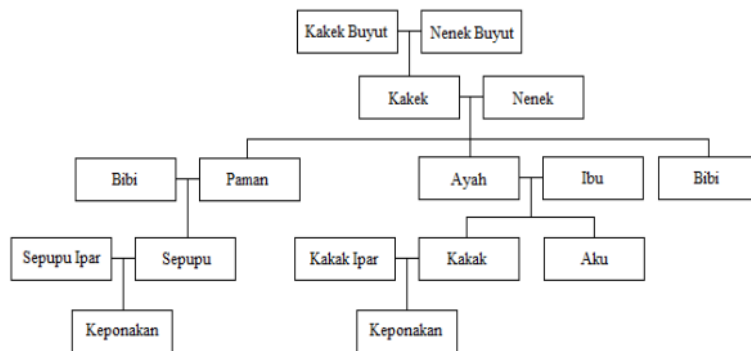 Kakek Buyut
Nenek Buyut
Kakek
Nenek
Bibi
Paman
Ayah
Ibu
Bibi
Sepupu Ipar
Sepupu
Kakak Ipar
Kakak
Aku
Keponakan
Keponakan